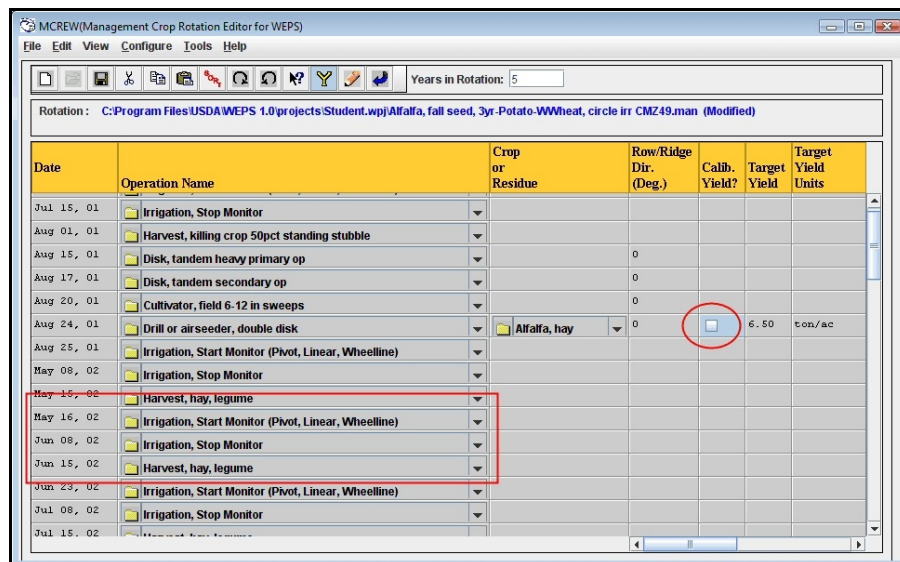 MCREW(Management Crop Rotation Editor for WEPS)
File Edit View Configure Tools Help
Years in Rotation: 5
Rotation : C:\Program Files\USDA\WEPS 1.0\projects\Student.wpj\Alfalfa, fall seed, 3yr-Potato-WWheat, circle irr CMZ49.man (Modified)
Date Operation Name Crop or Residue Row/Ridge Dir. (Deg.) Calib. Yield? Target Yield Target Yield Units
Jul 15, 01 Irrigation, Stop Monitor
Aug 01, 01 Harvest, killing crop 50pct standing stubble
Aug 15, 01 Disk, tandem heavy primary op 0
Aug 17, 01 Disk, tandem secondary op 0
Aug 20, 01 Cultivator, field 6-12 in sweeps 0
Aug 24, 01 Drill or airseeder, double disk Alfalfa, hay 0 6.50 ton/ac
Aug 25, 01 Irrigation, Start Monitor (Pivot, Linear, Wheelline)
May 08, 02 Irrigation, Stop Monitor
May 15, 02 Harvest, hay, legume
May 16, 02 Irrigation, Start Monitor (Pivot, Linear, Wheelline)
Jun 08, 02 Irrigation, Stop Monitor
Jun 15, 02 Harvest, hay, legume
Jun 23, 02 Irrigation, Start Monitor (Pivot, Linear, Wheelline)
Jul 08, 02 Irrigation, Stop Monitor
Jul 15, 02 Harvest, hay, legume